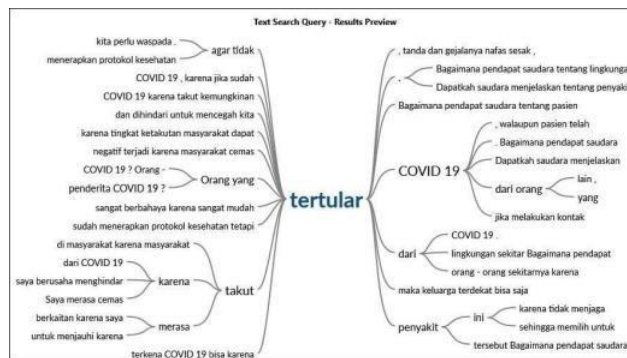 Text Search Query - Results Preview
kita perlu waspada .
menerapkan protokol kesehatan
agar tidak
COVID 19 , karena jika sudah
COVID 19 karena takut kemungkinan
dan dihindari untuk mencegah kita
karena tingkat ketakutan masyarakat dapat
negatif terjadi karena masyarakat cemas
COVID 19 ? Orang -
penderita COVID 19 ?
Orang yang
sangat berbahaya karena sangat mudah
sudah menerapkan protokol kesehatan tetapi
di masyarakat karena masyarakat
dari COVID 19
saya berusaha menghindar
Saya merasa cemas
karena
berkaitan karena saya
untuk menjauhi karena
merasa
takut
terkena COVID 19 bisa karena
tertular
, tanda dan gejalanya nafas sesak ,
.
Bagaimana pendapat saudara tentang lingkunga
Dapatkah saudara menjelaskan tentang penyaki
Bagaimana pendapat saudara tentang pasien
COVID 19
, walaupun pasien telah
. Bagaimana pendapat saudara
Dapatkah saudara menjelaskan
dari orang
lain ,
yang
jika melakukan kontak
dari
COVID 19 .
lingkungan sekitar Bagaimana pendapat
orang - orang sekitarnya karena
maka keluarga terdekat bisa saja
penyakit
ini
karena tidak menjaga
sehingga memilih untuk
tersebut Bagaimana pendapat saudara